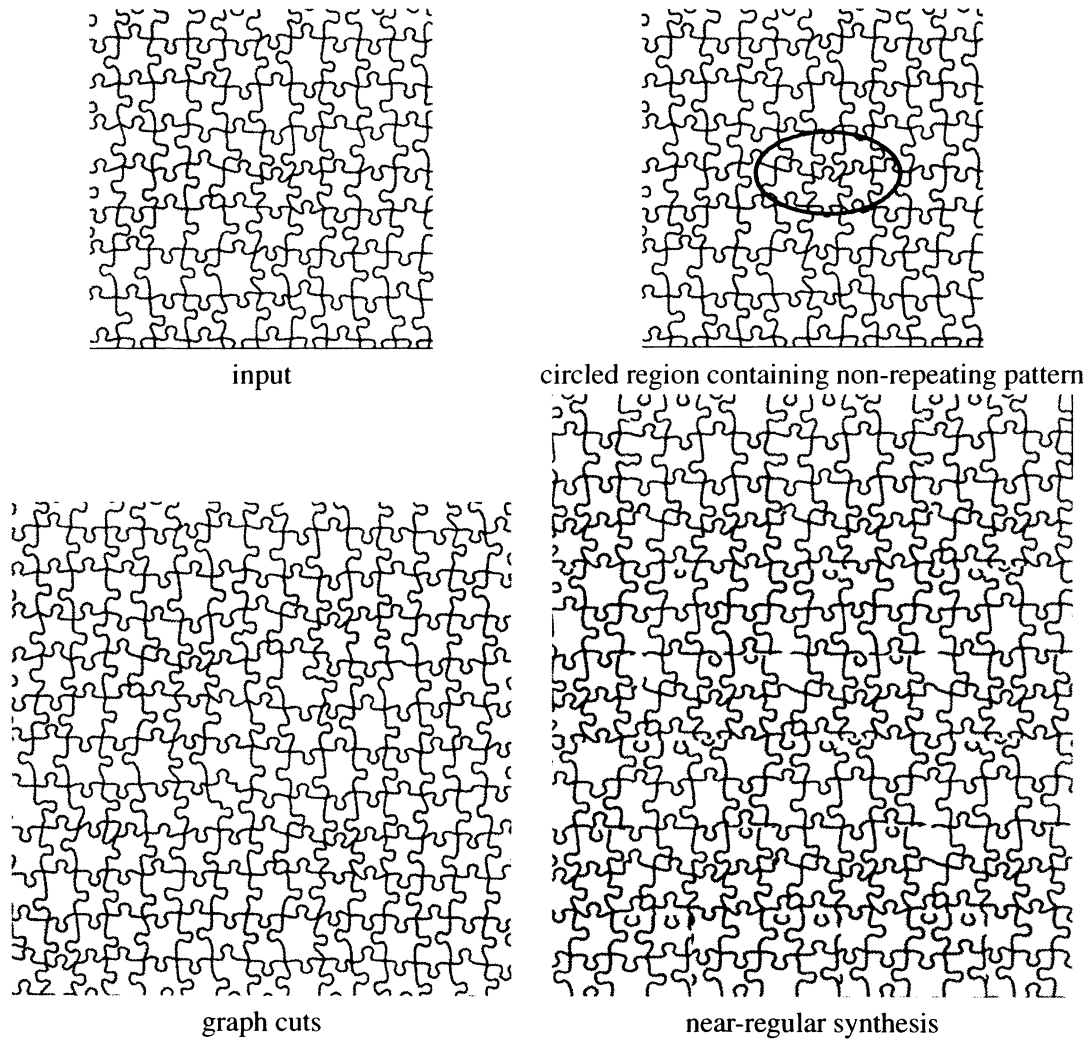 input
circled region containing non-repeating pattern
graph cuts
near-regular synthesis